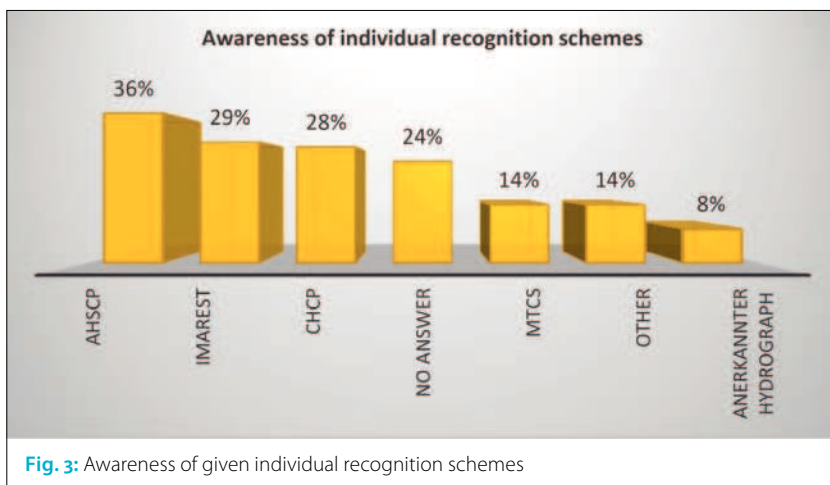 Awareness of individual recognition schemes
36%
29%
28%
24%
14%
14%
8%
AHSCP
IMAREST
CHCP
NO ANSWER
MTCS
OTHER
ANERKANNTER
HYDROGRAPH
Fig. 3: Awareness of given individual recognition schemes